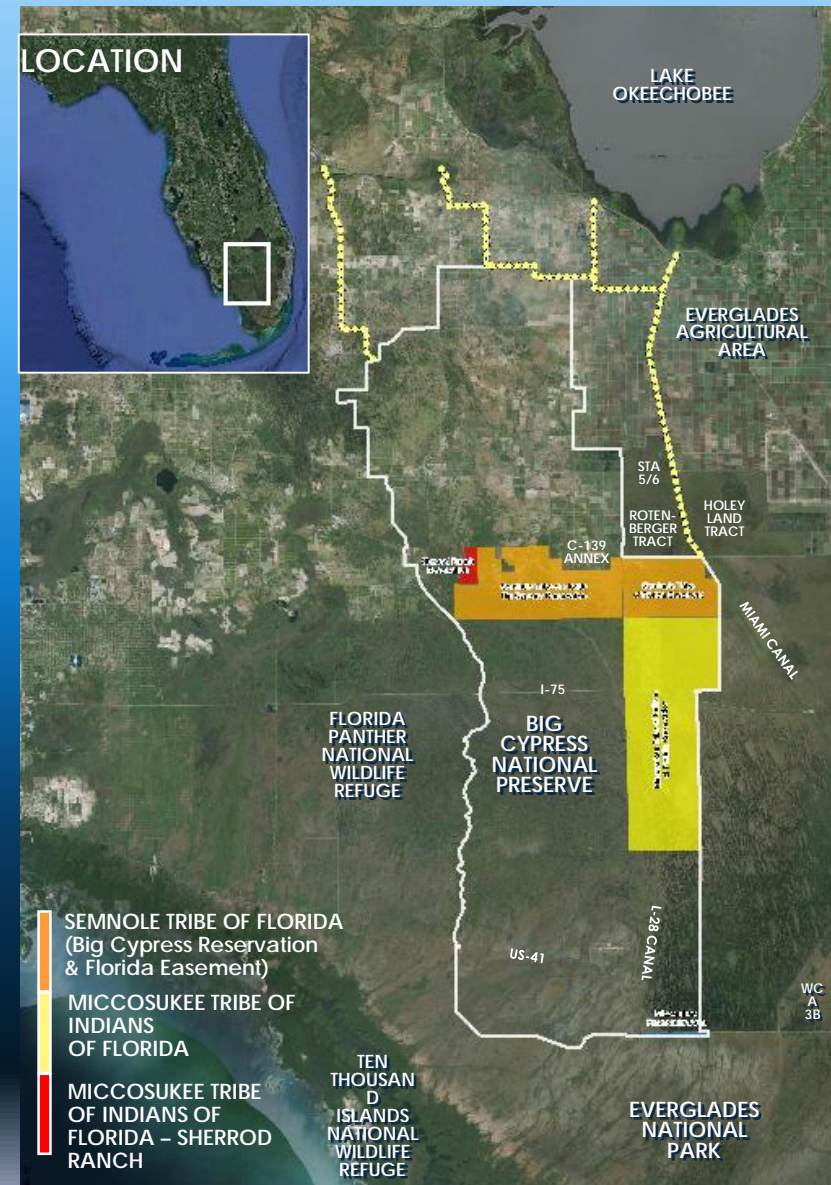 LOCATION
LAKE
OKEECHOBEE
EVERGLADES
AGRICULTURAL
AREA
STA
5/6
ROTEN-
BERGER
TRACT
HOLEY
LAND
TRACT
C-139
ANNEX
MIAMI CANAL
I-75
FLORIDA
PANTHER
NATIONAL
WILDLIFE
REFUGE
BIG
CYPRESS
NATIONAL
PRESERVE
L-28 CANAL
US-41
WC
A
3B
SEMNOLE TRIBE OF FLORIDA
(Big Cypress Reservation
& Florida Easement)
MICCOSUKEE TRIBE OF
INDIANS
OF FLORIDA
MICCOSUKEE TRIBE
OF INDIANS OF
FLORIDA – SHERROD
RANCH
TEN
THOUSAN
D
ISLANDS
NATIONAL
WILDLIFE
REFUGE
EVERGLADES
NATIONAL
PARK